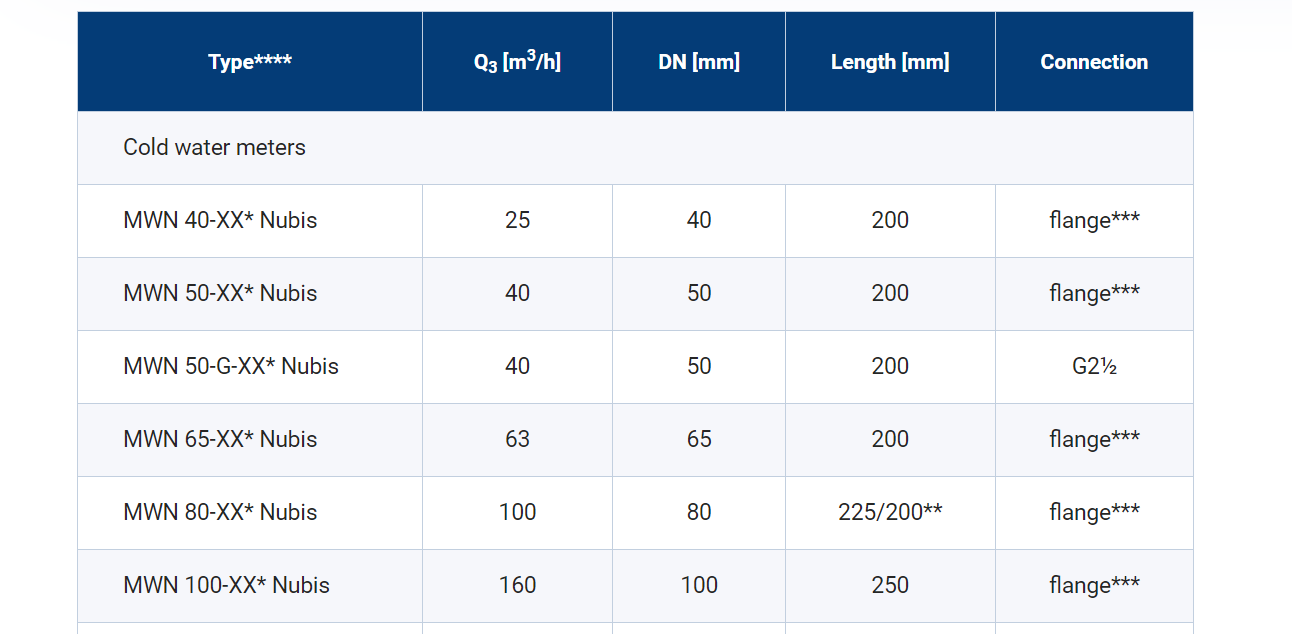 Type**** Q3 [m3/h] DN [mm] Length [mm] Connection
Cold water meters
MWN 40-XX* Nubis 25 40 200 flange***
MWN 50-XX* Nubis 40 50 200 flange***
MWN 50-G-XX* Nubis 40 50 200 G2½
MWN 65-XX* Nubis 63 65 200 flange***
MWN 80-XX* Nubis 100 80 225/200** flange***
MWN 100-XX* Nubis 160 100 250 flange***